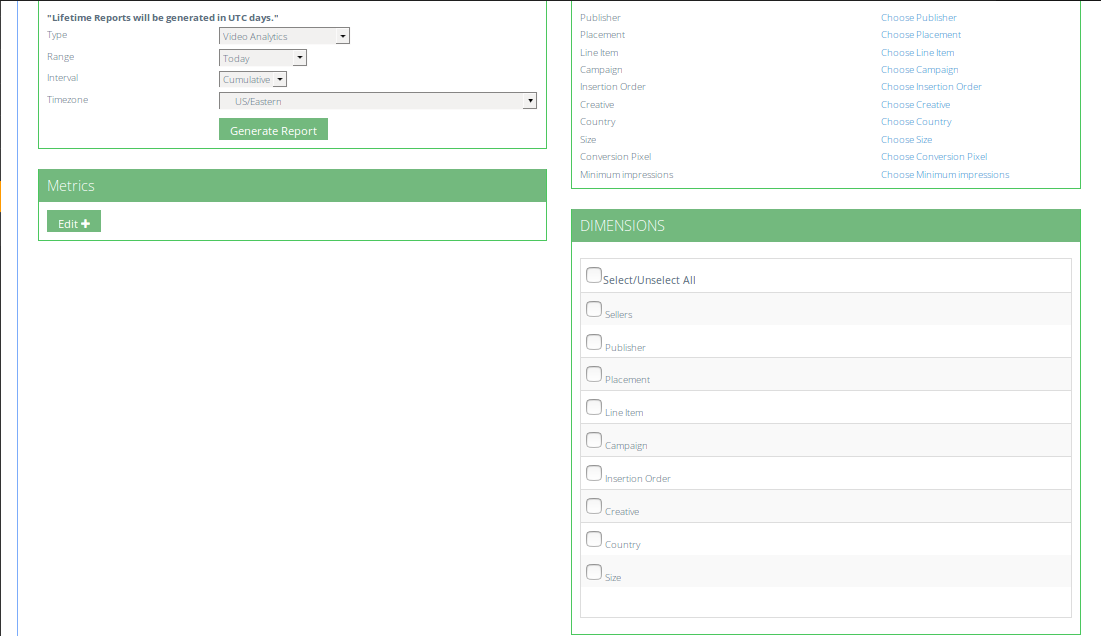 "Lifetime Reports will be generated in UTC days."
Type Video Analytics
Range Today
Interval Cumulative
Timezone US/Eastern
Generate Report
Metrics
Edit
Publisher Choose Publisher
Placement Choose Placement
Line Item Choose Line Item
Campaign Choose Campaign
Insertion Order Choose Insertion Order
Creative Choose Creative
Country Choose Country
Size Choose Size
Conversion Pixel Choose Conversion Pixel
Minimum impressions Choose Minimum impressions
DIMENSIONS
Select/Unselect All
Sellers
Publisher
Placement
Line Item
Campaign
Insertion Order
Creative
Country
Size